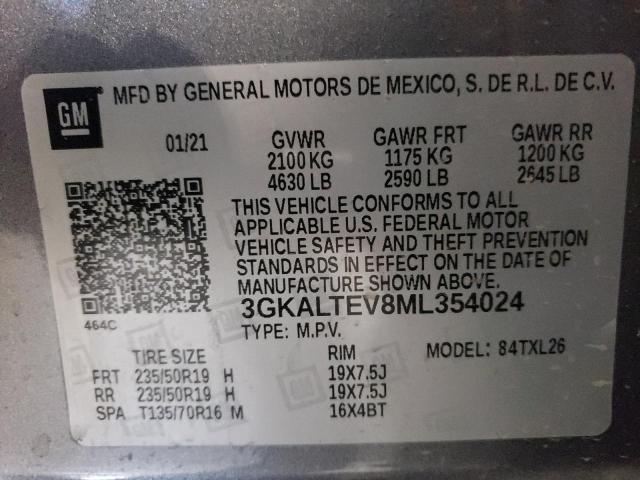 GM
MFD BY GENERAL MOTORS DE MEXICO, S. DE R.L. DE C.V.
01/21 GVWR GAWR FRT GAWR RR
2100 KG 1175 KG 1200 KG
4630 LB 2590 LB 2645 LB
THIS VEHICLE CONFORMS TO ALL
APPLICABLE U.S. FEDERAL MOTOR
VEHICLE SAFETY AND THEFT PREVENTION
STANDARDS IN EFFECT ON THE DATE OF
MANUFACTURE SHOWN ABOVE.
464C
3GKALTEV8ML354024
TYPE: M.P.V. MODEL: 84TXL26
TIRE SIZE RIM
FRT 235/50R19 H 19X7.5J
RR 235/50R19 H 19X7.5J
SPA T135/70R16 M 16X4BT